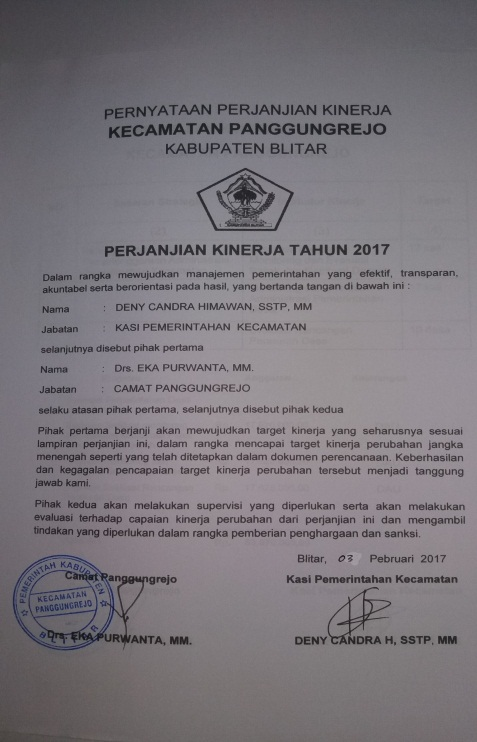 PERNYATAAN PERJANJIAN KINERJA
KECAMATAN PANGGUNGREJO
KABUPATEN BLITAR
PERJANJIAN KINERJA TAHUN 2017
Dalam rangka mewujudkan manajemen pemerintahan yang efektif, transparan,
akuntabel serta berorientasi pada hasil, yang bertanda tangan di bawah ini :
Nama : DENY CANDRA HIMAWAN, SSTP, MM
Jabatan : KASI PEMERINTAHAN KECAMATAN
selanjutnya disebut pihak pertama
Nama : Drs. EKA PURWANTA, MM.
Jabatan : CAMAT PANGGUNGREJO
selaku atasan pihak pertama, selanjutnya disebut pihak kedua
Pihak pertama berjanji akan mewujudkan target kinerja yang seharusnya sesuai
lampiran perjanjian ini, dalam rangka mencapai target kinerja perubahan jangka
menengah seperti yang telah ditetapkan dalam dokumen perencanaan. Keberhasilan
dan kegagalan pencapaian target kinerja perubahan tersebut menjadi tanggung
jawab kami.
Pihak kedua akan melakukan supervisi yang diperlukan serta akan melakukan
evaluasi terhadap capaian kinerja perubahan dari perjanjian ini dan mengambil
tindakan yang diperlukan dalam rangka pemberian penghargaan dan sanksi.
Blitar, 03 Pebruari 2017
Camat Panggungrejo Kasi Pemerintahan Kecamatan
PEMERINTAH KABUPATEN
KECAMATAN
PANGGUNGREJO
BLITAR
Drs. EKA PURWANTA, MM. DENY CANDRA H, SSTP, MM